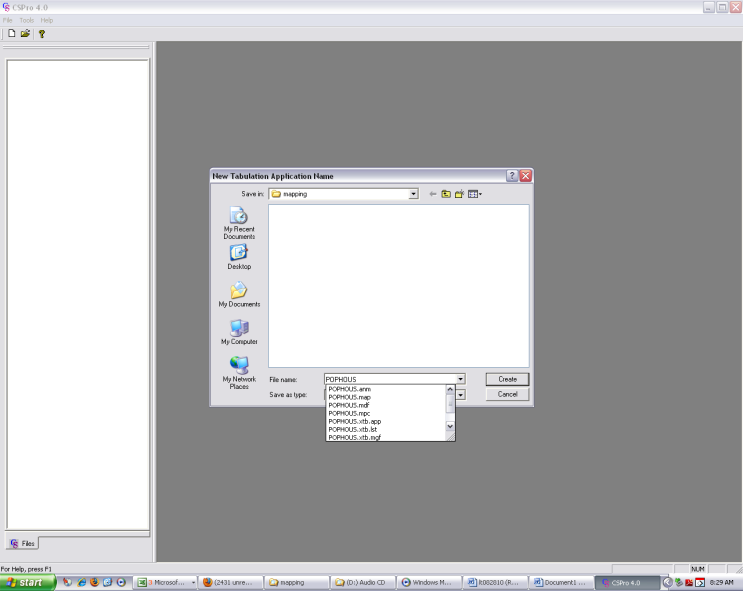 CSPro 4.0
File Tools Help
New Tabulation Application Name
Save in: mapping
My Recent Documents
Desktop
My Documents
My Computer
My Network Places
File name: POPHOUS
Create
Save as type:
Cancel
POPHOUS.anm
POPHOUS.map
POPHOUS.mdf
POPHOUS.mpc
POPHOUS.xtb.app
POPHOUS.xtb.lst
POPHOUS.xtb.mgf
Files
For Help, press F1
NUM
start
3 Microsof...
(2431 unre...
mapping
(D:) Audio CD
Windows M...
lt082810 (R...
Document1 ...
CSPro 4.0
8:29 AM